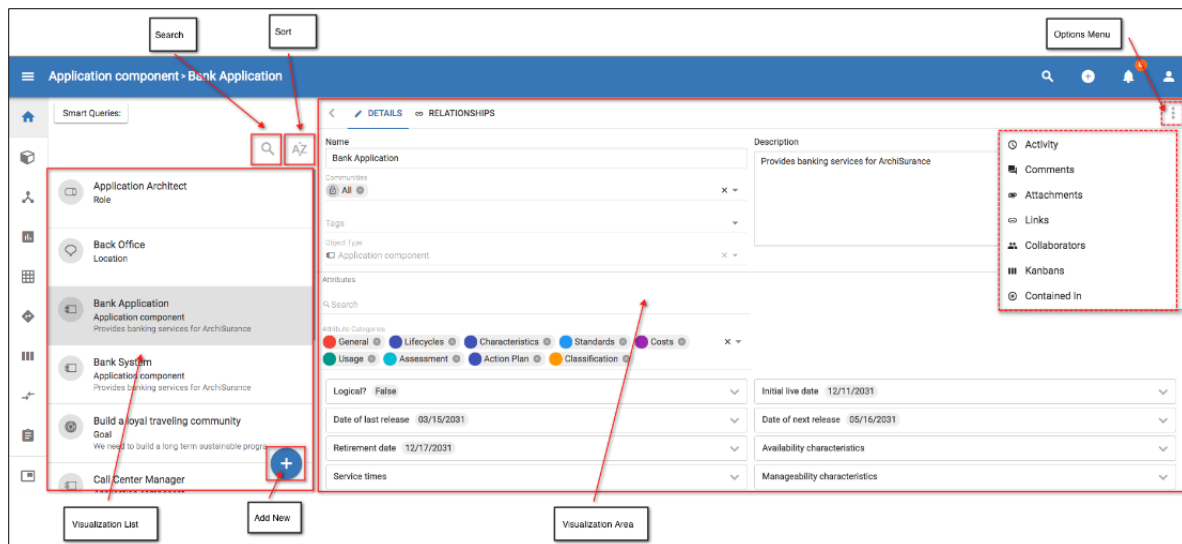 Search
Sort
Options Menu
Application component > Bank Application
Smart Queries:
AZ
Application Architect
Role
Back Office
Location
Bank Application
Application component
Provides banking services for ArchiSurance
Bank System
Application component
Provides banking services for ArchiSurance
Build a loyal traveling community
Goal
We need to build a long term sustainable progra
Call Center Manager
DETAILS
RELATIONSHIPS
Name
Bank Application
Communities
All
Tags
Object Type
Application component
Description
Provides banking services for ArchiSurance
Activity
Comments
Attachments
Links
Collaborators
Kanbans
Contained In
Attributes
Search
Attribute Categories
General Lifecycles Characteristics Standards Costs
Usage Assessment Action Plan Classification
Logical? False
Initial live date 12/11/2031
Date of last release 03/15/2031
Date of next release 05/16/2031
Retirement date 12/17/2031
Availability characteristics
Service times
Manageability characteristics
Visualization List
Add New
Visualization Area